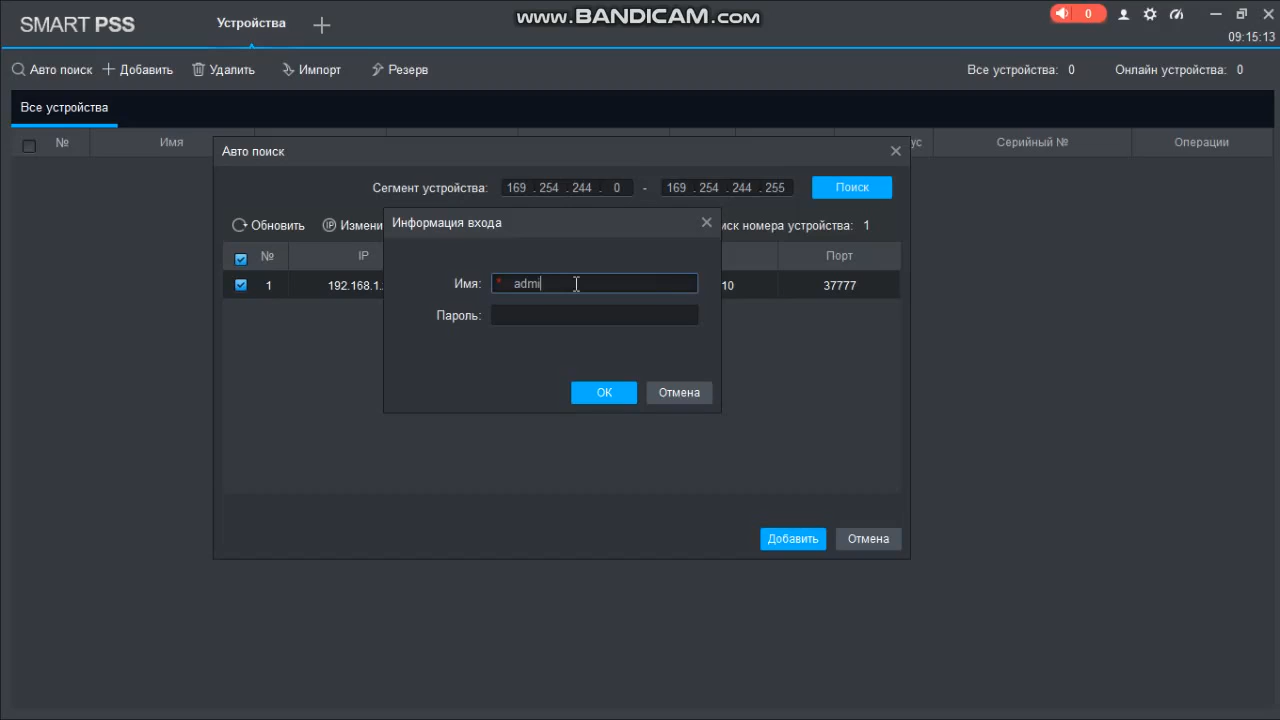 SMART PSS
Устройства
www.BANDICAM.com
0
09:15:13
Авто поиск
Добавить
Удалить
Импорт
Резерв
Все устройства: 0
Онлайн устройства: 0
Все устройства
№
Имя
Серийный №
Операции
Авто поиск
Сегмент устройства: 169 . 254 . 244 . 0 - 169 . 254 . 244 . 255
Поиск
Обновить
IP
номера устройства: 1
Информация входа
№
IP
Порт
Имя: * admi
1
192.168.1.
10
37777
Пароль:
OK
Отмена
Добавить
Отмена